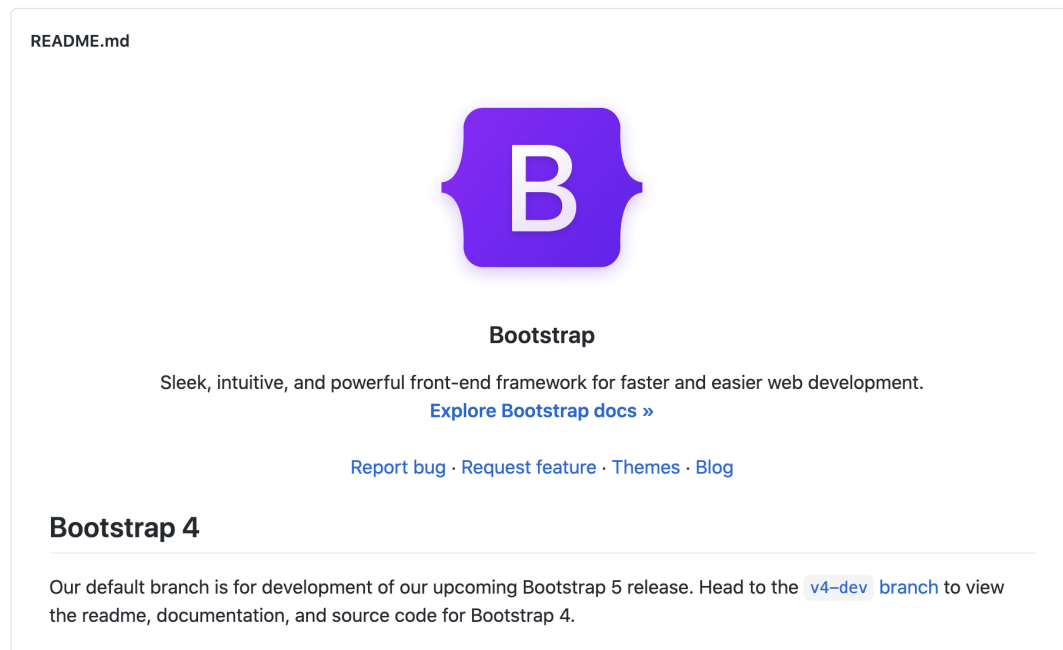 README.md
B
Bootstrap
Sleek, intuitive, and powerful front-end framework for faster and easier web development.
Explore Bootstrap docs »
Report bug · Request feature · Themes · Blog
Bootstrap 4
Our default branch is for development of our upcoming Bootstrap 5 release. Head to the v4-dev branch to view
the readme, documentation, and source code for Bootstrap 4.